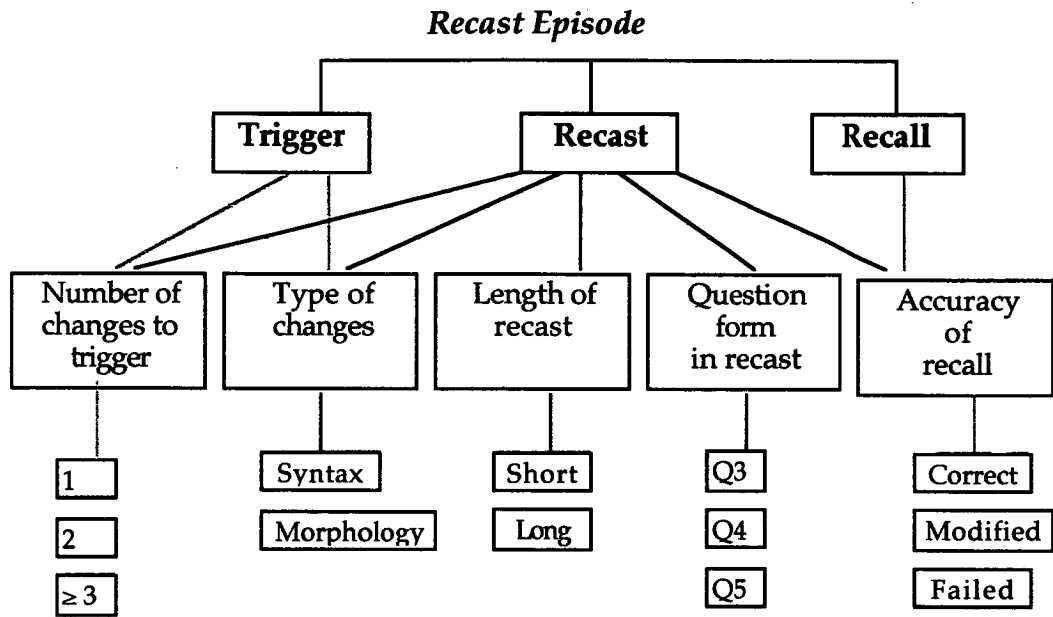 Recast Episode
Trigger
Recast
Recall
Number of
changes to
trigger
Type of
changes
Length of
recast
Question
form
in recast
Accuracy
of
recall
1
2
≥ 3
Syntax
Morphology
Short
Long
Q3
Q4
Q5
Correct
Modified
Failed